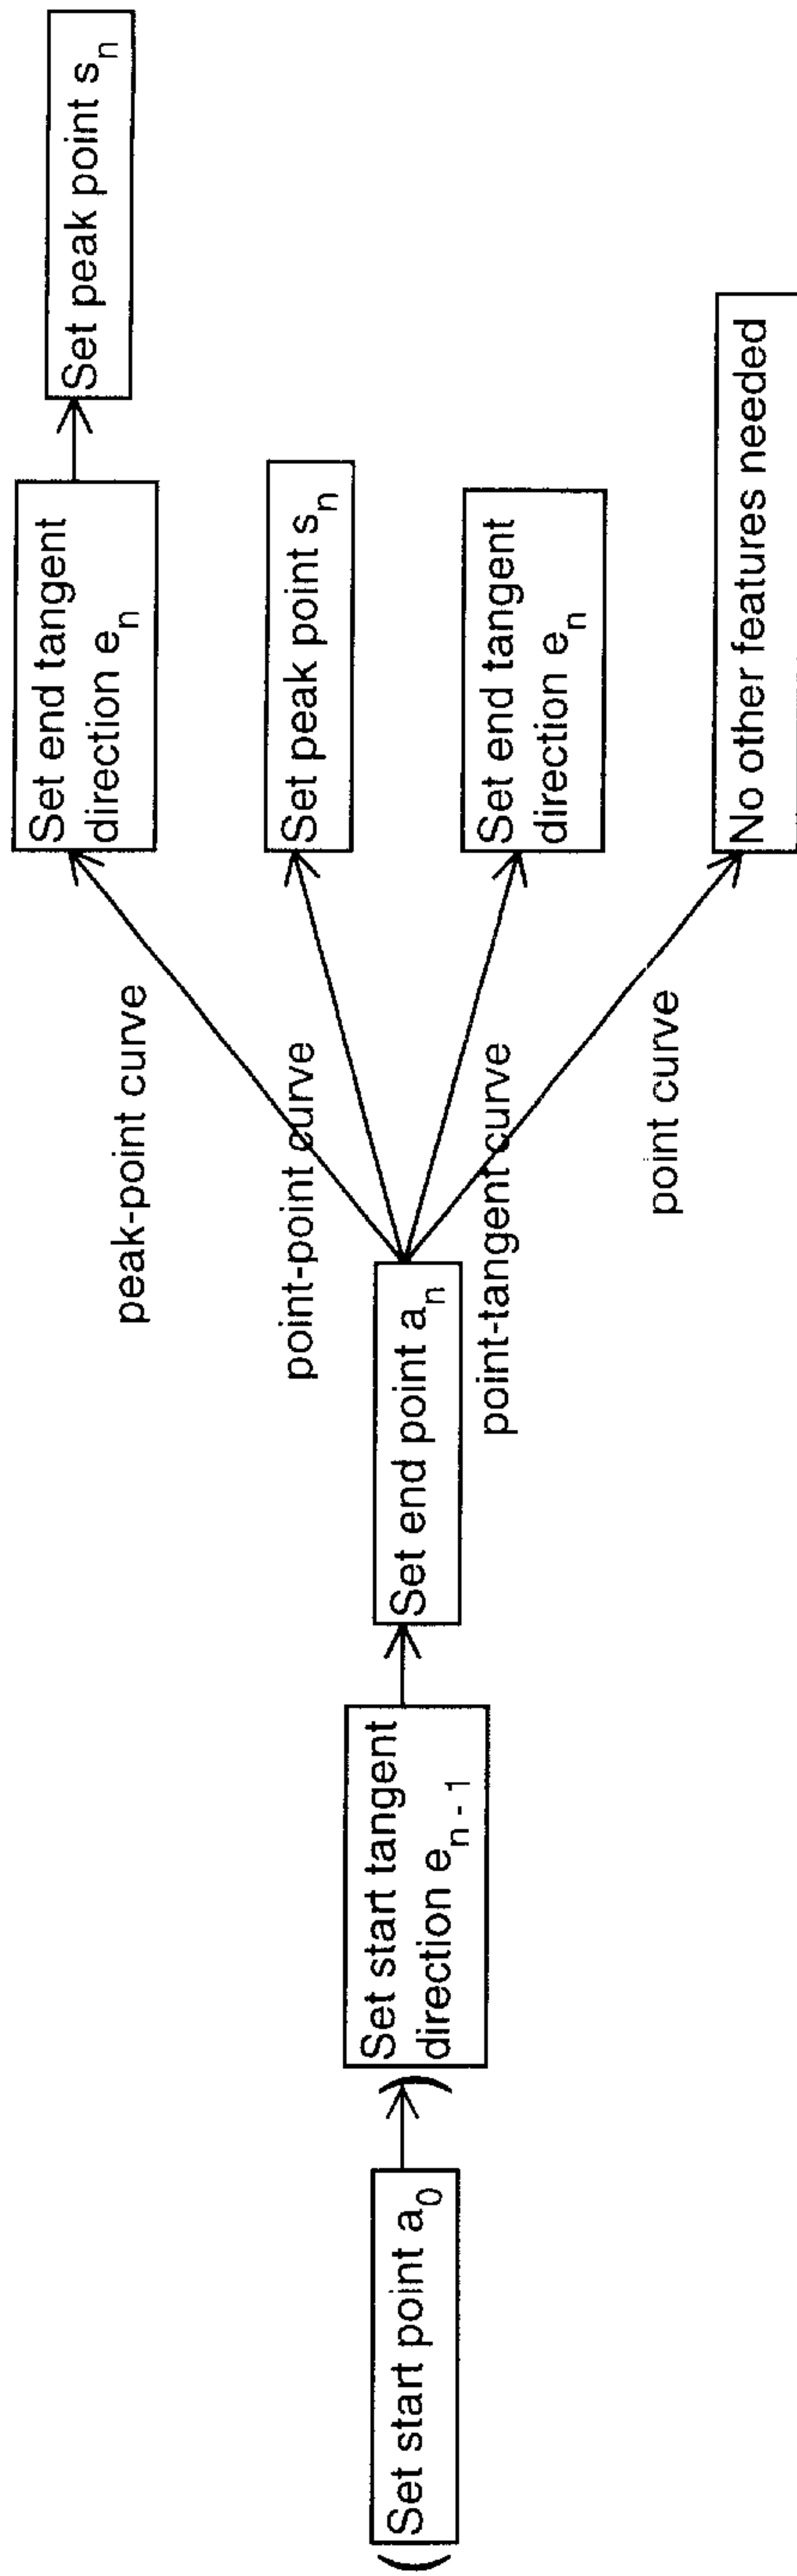 (Set start point a0)
Set start tangent
direction en - 1
Set end point an
peak-point curve
Set end tangent
direction en
Set peak point sn
point-point curve
Set peak point sn
point-tangent curve
Set end tangent
direction en
point curve
No other features needed